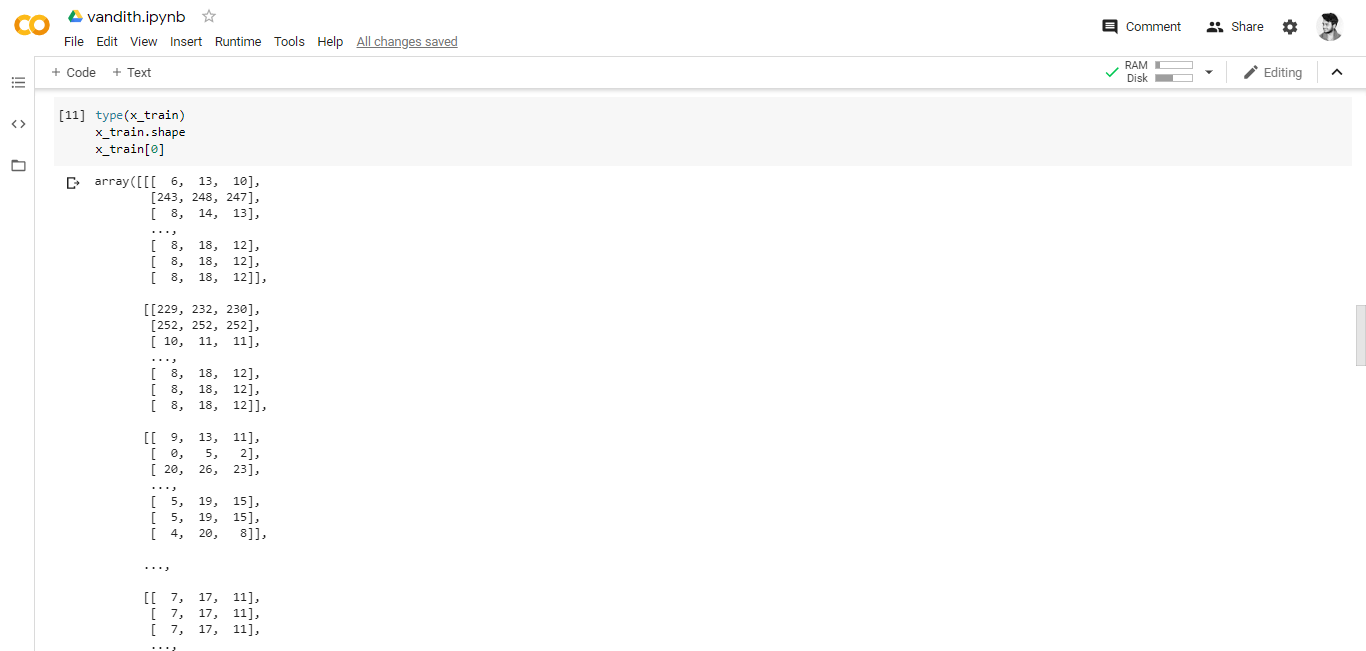 vandith.ipynb
File Edit View Insert Runtime Tools Help All changes saved
Comment Share
+ Code + Text
RAM
Disk
Editing
[11] type(x_train)
x_train.shape
x_train[0]
array([[[  6,  13,  10],
        [243, 248, 247],
        [  8,  14,  13],
        ...,
        [  8,  18,  12],
        [  8,  18,  12],
        [  8,  18,  12]],
       [[229, 232, 230],
        [252, 252, 252],
        [ 10,  11,  11],
        ...,
        [  8,  18,  12],
        [  8,  18,  12],
        [  8,  18,  12]],
       [[  9,  13,  11],
        [  0,   5,   2],
        [ 20,  26,  23],
        ...,
        [  5,  19,  15],
        [  5,  19,  15],
        [  4,  20,   8]],
       ...,
       [[  7,  17,  11],
        [  7,  17,  11],
        [  7,  17,  11],
        ...,